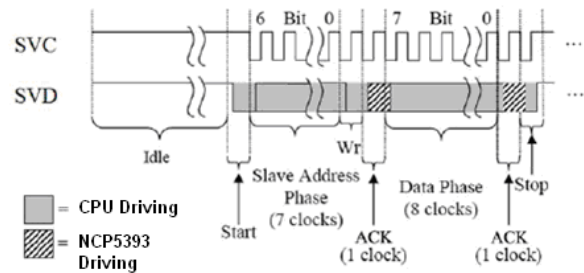 6 Bit 0 7 Bit 0
SVC
...
SVD
...
Idle
Wr
Slave Address
Phase
(7 clocks)
Data Phase
(8 clocks)
Stop
Start
ACK
(1 clock)
ACK
(1 clock)
= CPU Driving
= NCP5393
Driving